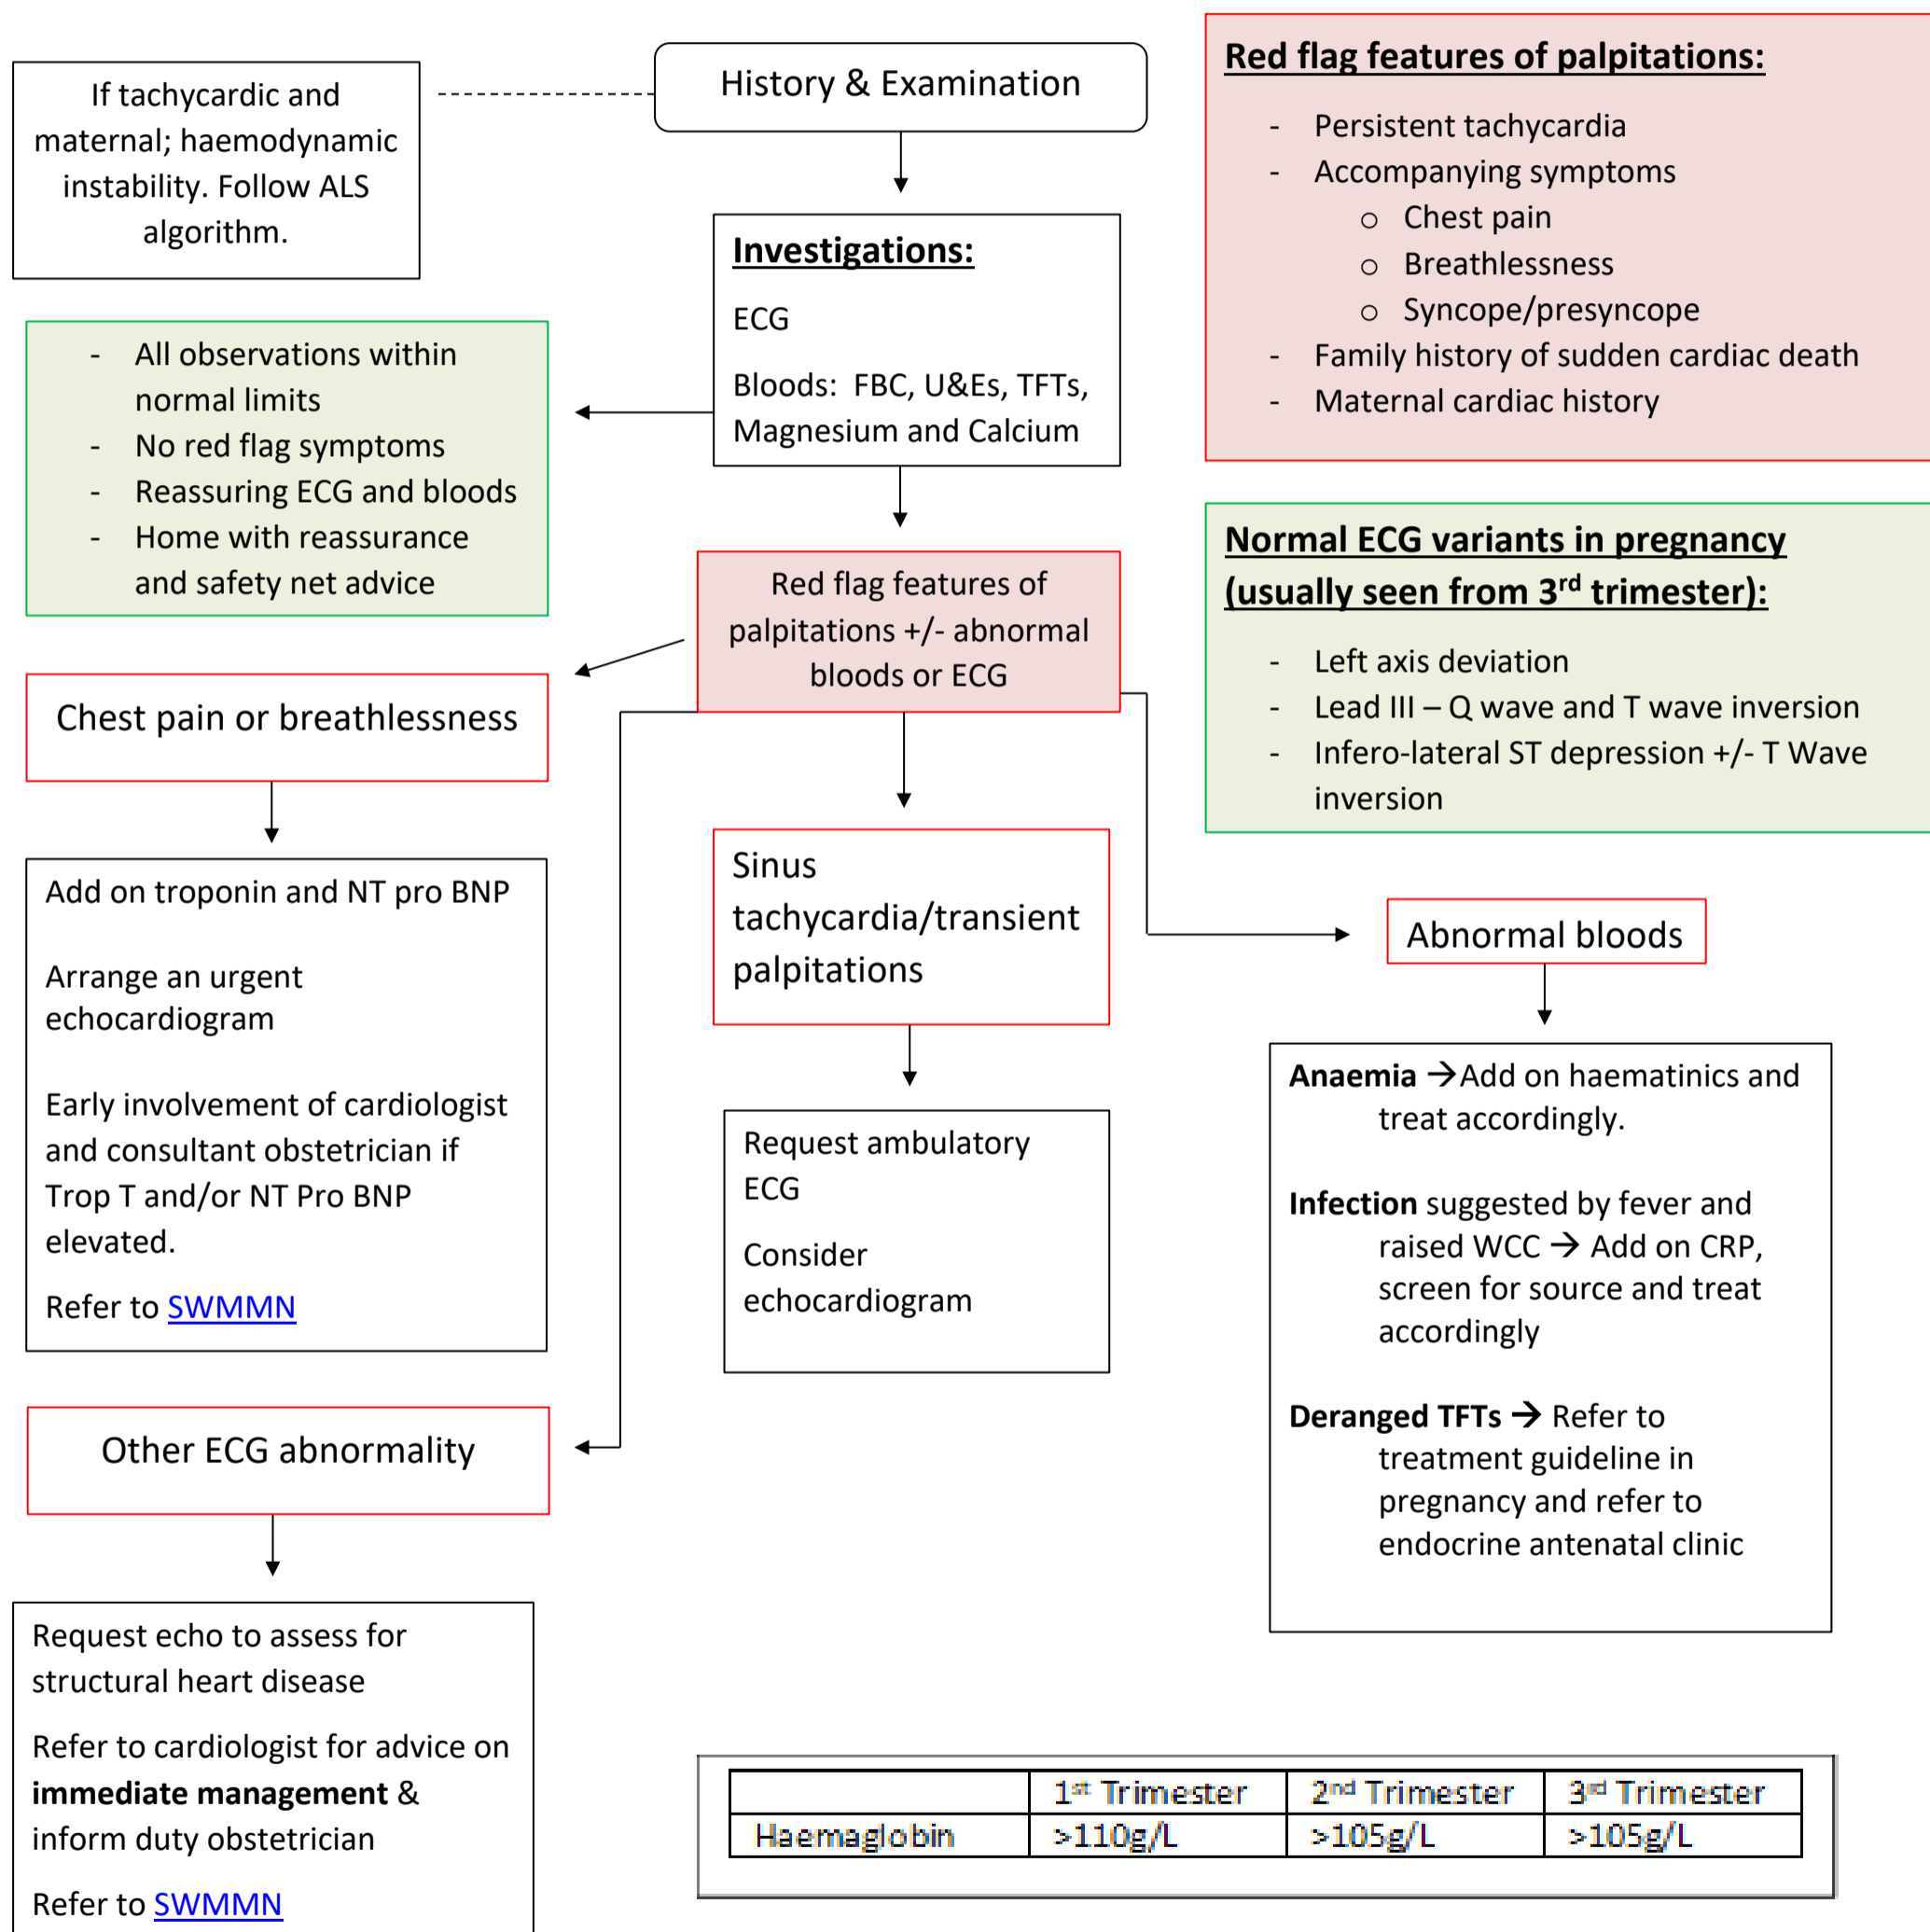 History & Examination
If tachycardic and
maternal; haemodynamic
instability. Follow ALS
algorithm.
Investigations:
ECG
Bloods:  FBC, U&Es, TFTs,
Magnesium and Calcium
- All observations within
normal limits
- No red flag symptoms
- Reassuring ECG and bloods
- Home with reassurance
and safety net advice
Red flag features of
palpitations +/- abnormal
bloods or ECG
Chest pain or breathlessness
Add on troponin and NT pro BNP
Arrange an urgent
echocardiogram
Early involvement of cardiologist
and consultant obstetrician if
Trop T and/or NT Pro BNP
elevated.
Refer to SWMMN
Other ECG abnormality
Request echo to assess for
structural heart disease
Refer to cardiologist for advice on
immediate management &
inform duty obstetrician
Refer to SWMMN
Sinus
tachycardia/transient
palpitations
Request ambulatory
ECG
Consider
echocardiogram
Red flag features of palpitations:
- Persistent tachycardia
- Accompanying symptoms
o Chest pain
o Breathlessness
o Syncope/presyncope
- Family history of sudden cardiac death
- Maternal cardiac history
Normal ECG variants in pregnancy
(usually seen from 3rd trimester):
- Left axis deviation
- Lead III – Q wave and T wave inversion
- Infero-lateral ST depression +/- T Wave
inversion
Abnormal bloods
Anaemia →Add on haematinics and
treat accordingly.
Infection suggested by fever and
raised WCC → Add on CRP,
screen for source and treat
accordingly
Deranged TFTs → Refer to
treatment guideline in
pregnancy and refer to
endocrine antenatal clinic
1st Trimester 2nd Trimester 3rd Trimester
Haemaglobin >110g/L >105g/L >105g/L